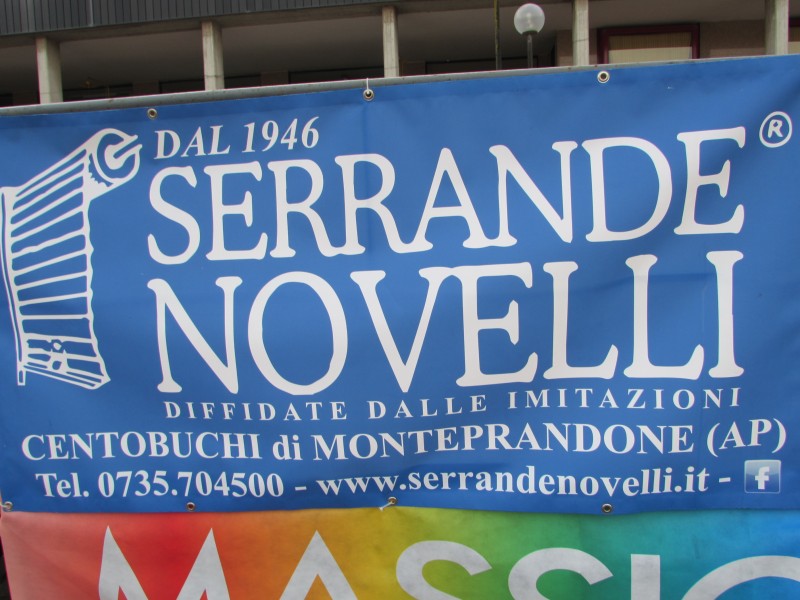 DAL 1946
SERRANDE ®
NOVELLI
DIFFIDATE DALLE IMITAZIONI
CENTOBUCHI di MONTEPRANDONE (AP)
Tel. 0735.704500 - www.serrandenovelli.it - f